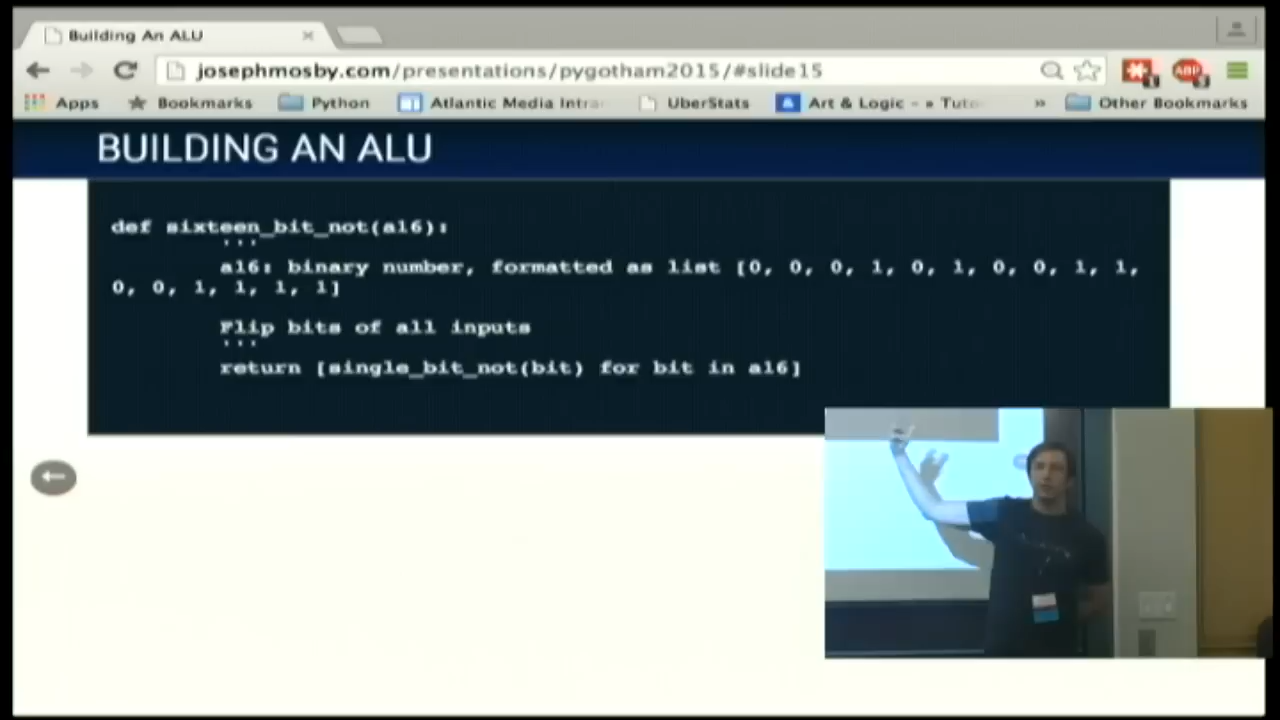 Building An ALU
josephmosby.com/presentations/pygotham2015/#slide15
Apps Bookmarks Python Atlantic Media Intra UberStats Art & Logic - » Tuto » Other Bookmarks
ABP
BUILDING AN ALU
def sixteen_bit_not(a16):
'''
a16: binary number, formatted as list [0, 0, 0, 1, 0, 1, 0, 0, 1, 1,
0, 0, 1, 1, 1, 1]
Flip bits of all inputs
'''
return [single_bit_not(bit) for bit in a16]